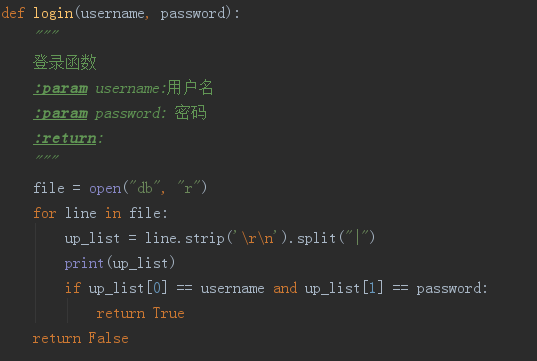 def login(username, password):
    """
    登录函数
    :param username:用户名
    :param password: 密码
    :return:
    """
    file = open("db", "r")
    for line in file:
        up_list = line.strip('\r\n').split("|")
        print(up_list)
        if up_list[0] == username and up_list[1] == password:
            return True
    return False